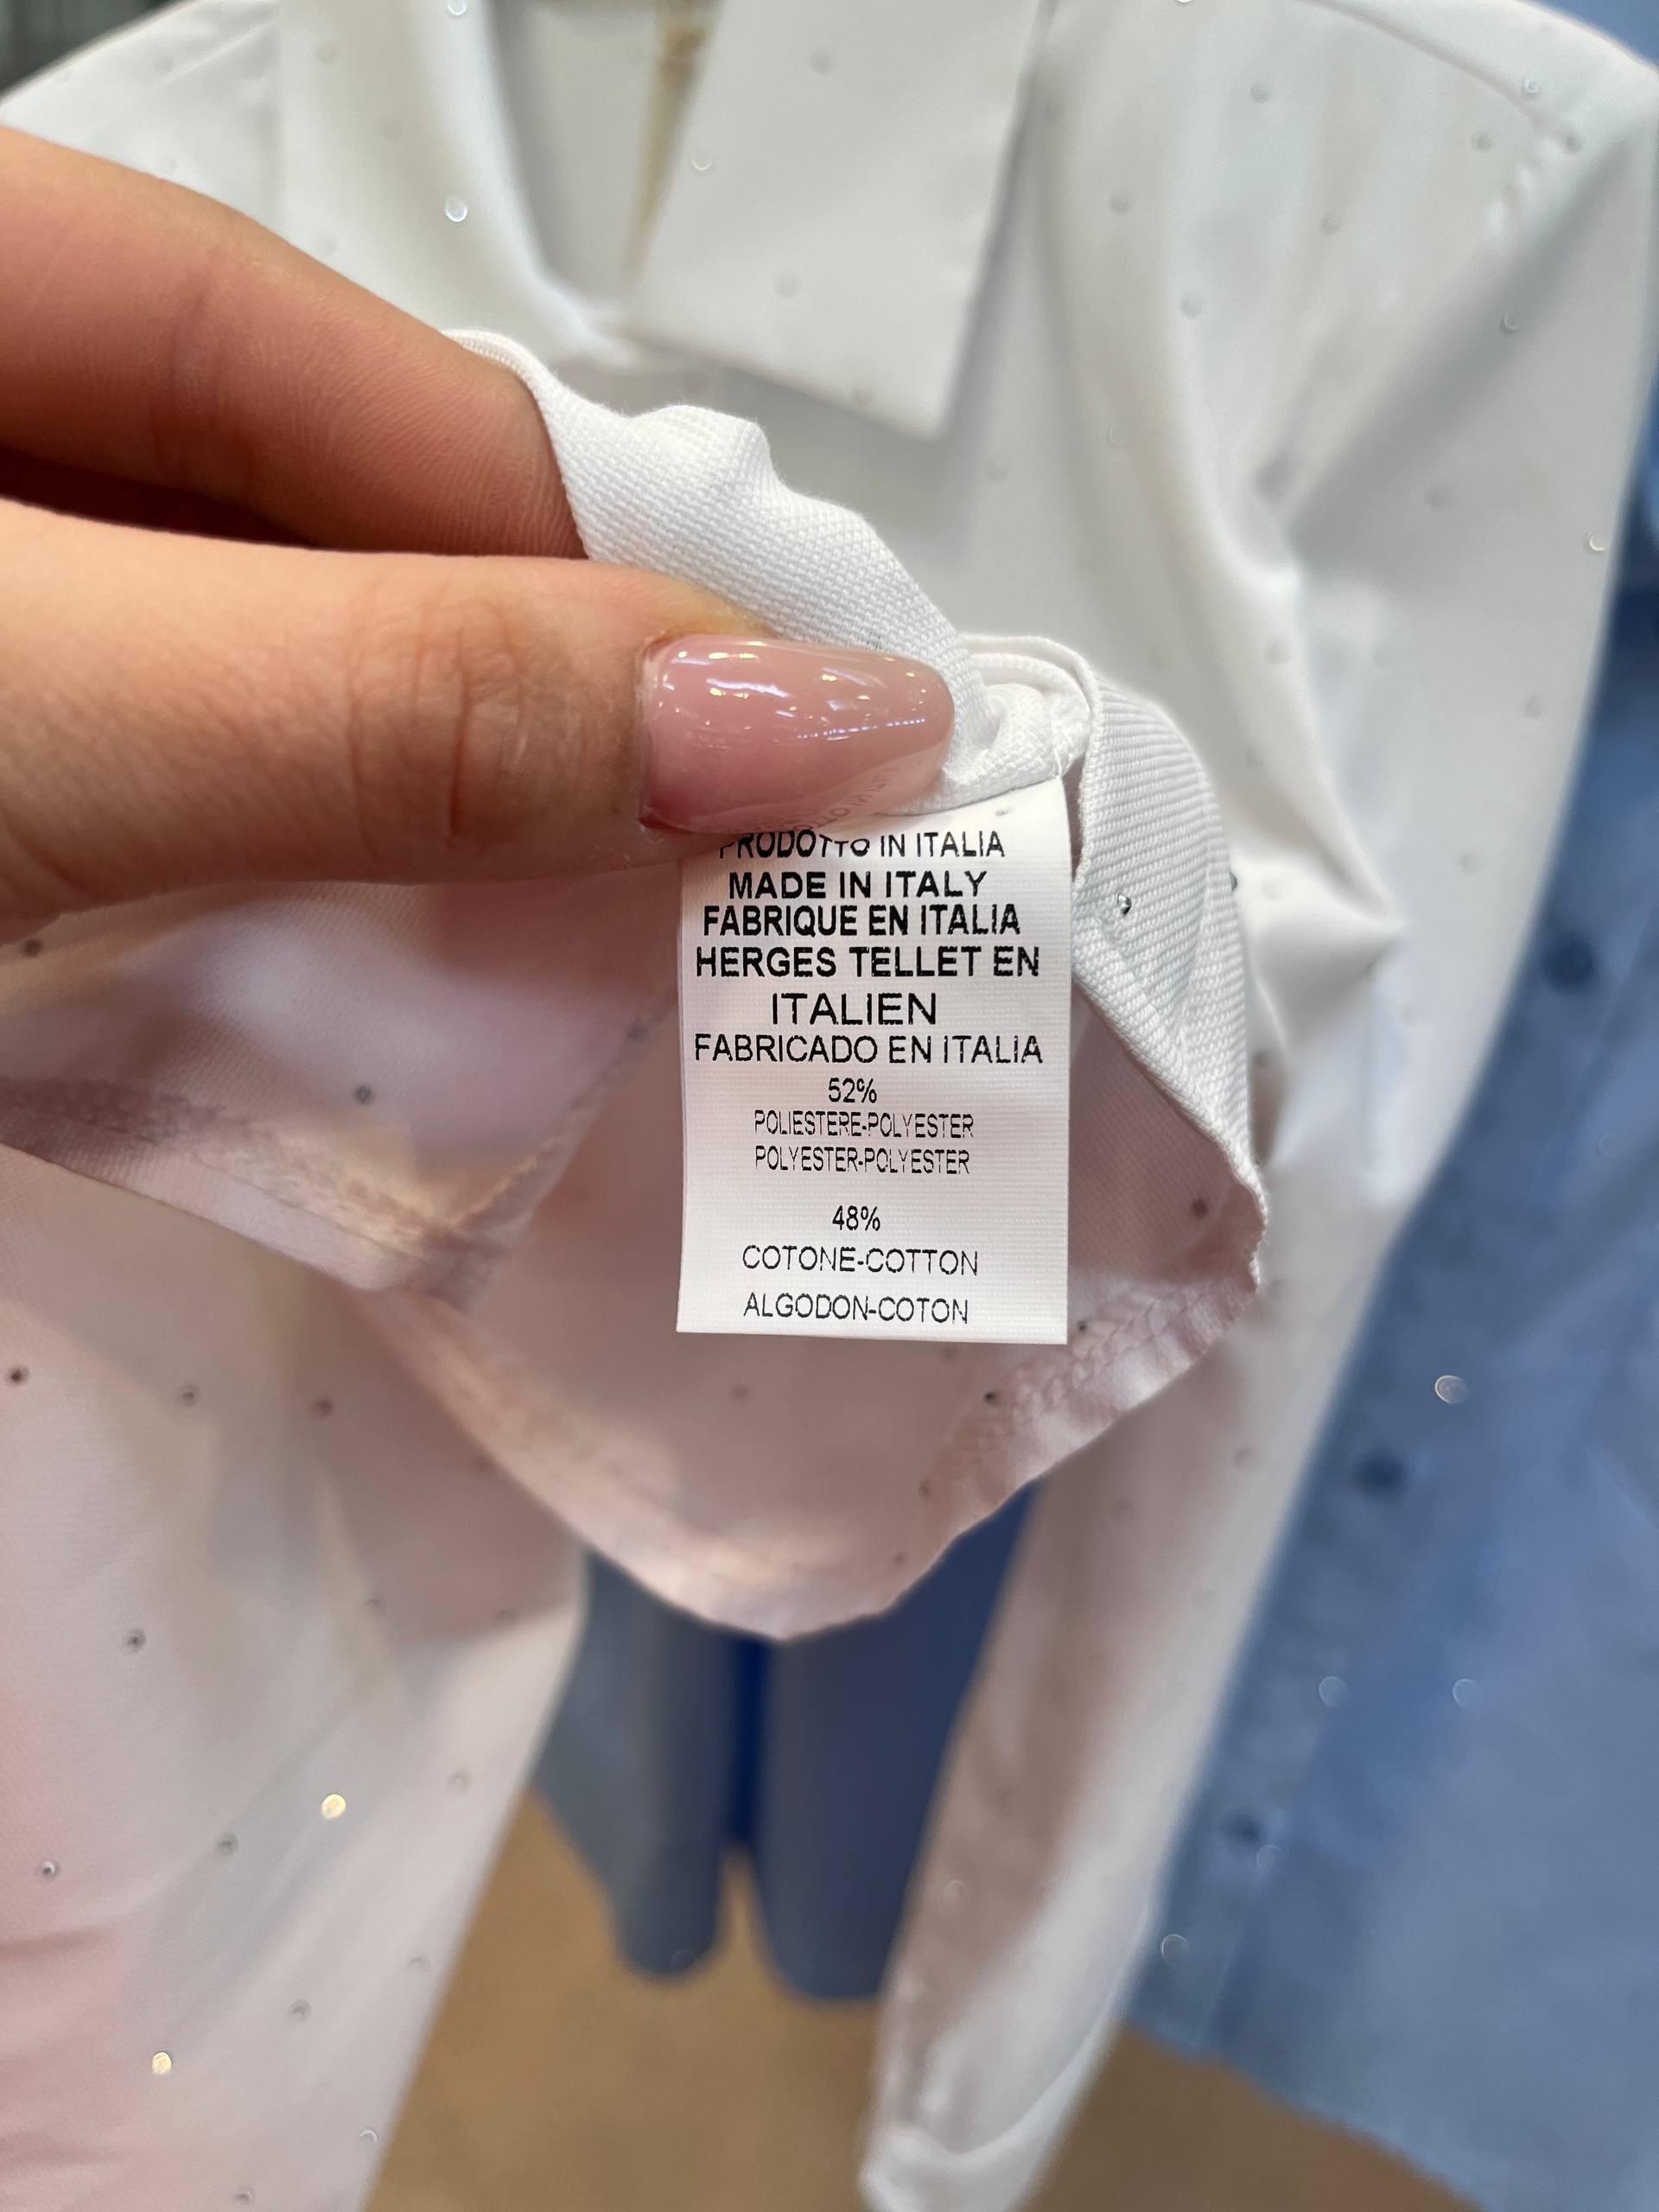 PRODOTTO IN ITALIA
MADE IN ITALY
FABRIQUE EN ITALIA
HERGES TELLET EN
ITALIEN
FABRICADO EN ITALIA
52%
POLIESTERE-POLYESTER
POLYESTER-POLYESTER
48%
COTONE-COTTON
ALGODON-COTON